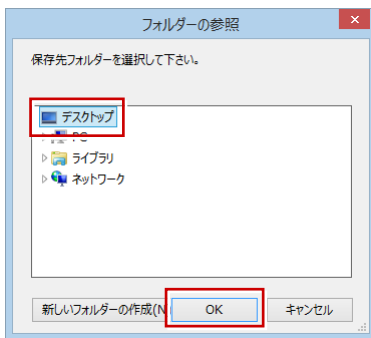 フォルダーの参照
保存先フォルダーを選択して下さい。
デスクトップ
PC
ライブラリ
ネットワーク
新しいフォルダーの作成(N
OK
キャンセル